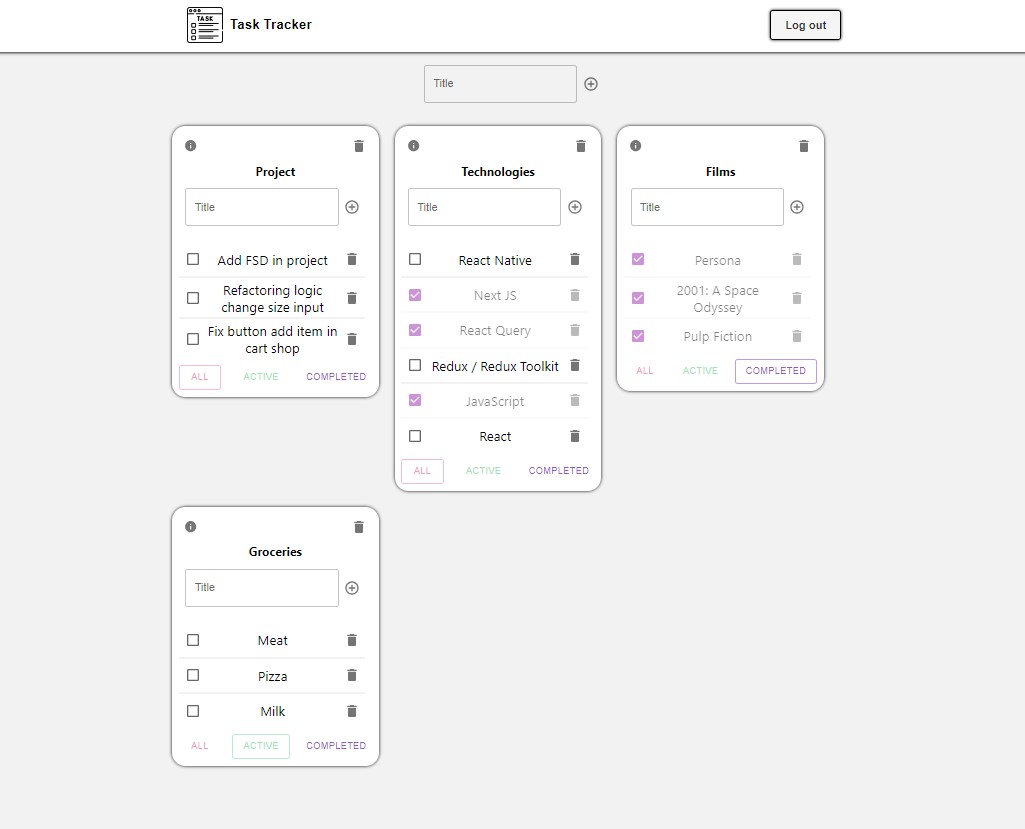 TASK
Task Tracker
Log out
Title
Project
Title
Add FSD in project
Refactoring logic
change size input
Fix button add item in
cart shop
ALL
ACTIVE
COMPLETED
Technologies
Title
React Native
Next JS
React Query
Redux / Redux Toolkit
JavaScript
React
ALL
ACTIVE
COMPLETED
Films
Title
Persona
2001: A Space
Odyssey
Pulp Fiction
ALL
ACTIVE
COMPLETED
Groceries
Title
Meat
Pizza
Milk
ALL
ACTIVE
COMPLETED